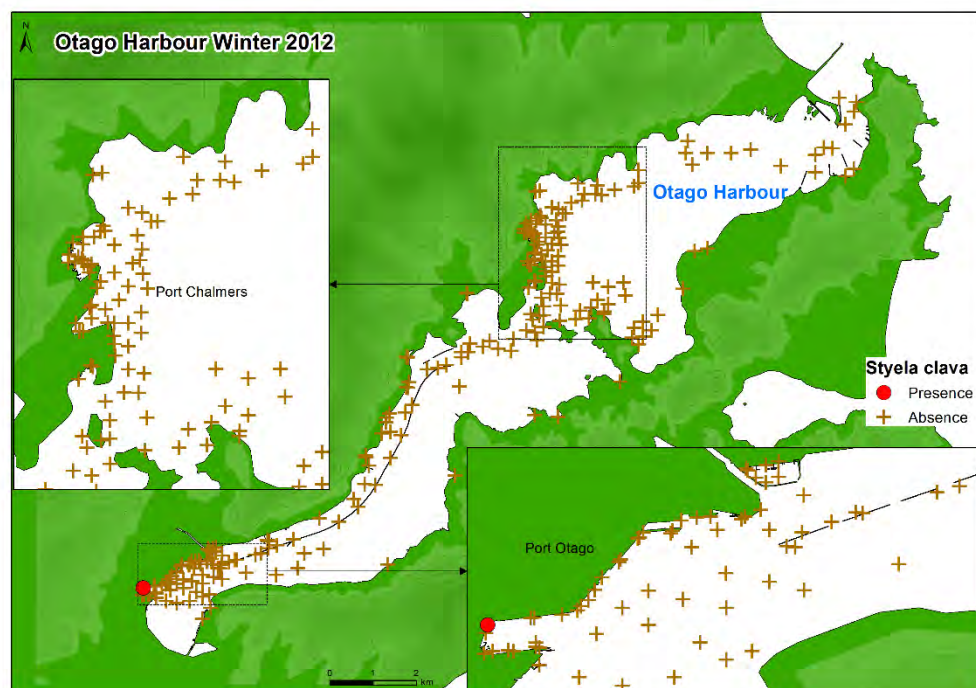 N
Otago Harbour Winter 2012
Otago Harbour
Port Chalmers
Styela clava
Presence
Absence
Port Otago
0 1 2
km